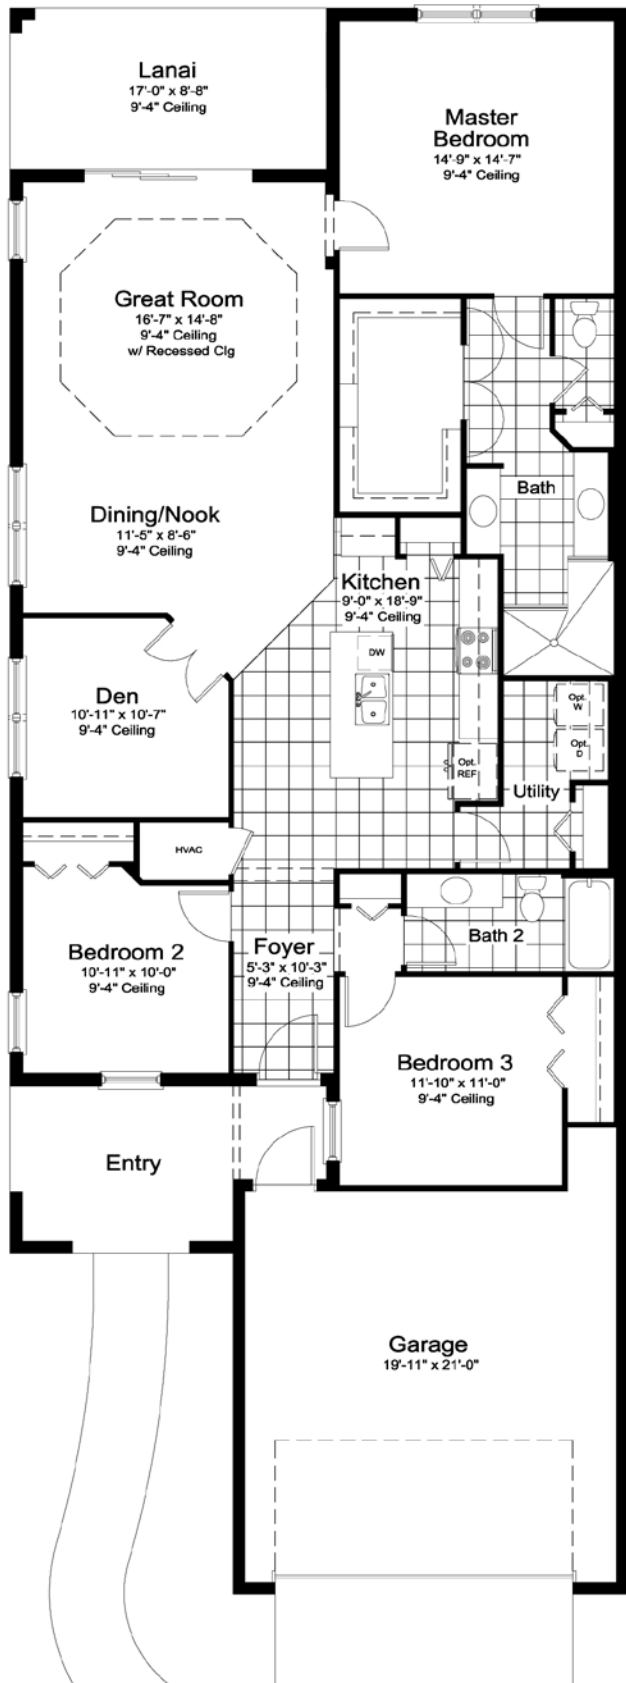 Lanai
17'-0" x 8'-8"
9'-4" Ceiling
Master
Bedroom
14'-9" x 14'-7"
9'-4" Ceiling
Great Room
16'-7" x 14'-8"
9'-4" Ceiling
w/ Recessed Clg
Bath
Dining/Nook
11'-5" x 8'-6"
9'-4" Ceiling
Kitchen
9'-0" x 18'-9"
9'-4" Ceiling
DW
Den
10'-11" x 10'-7"
9'-4" Ceiling
Opt.
W
Opt.
D
Opt.
REF
Utility
HVAC
Bedroom 2
10'-11" x 10'-0"
9'-4" Ceiling
Foyer
5'-3" x 10'-3"
9'-4" Ceiling
Bath 2
Bedroom 3
11'-10" x 11'-0"
9'-4" Ceiling
Entry
Garage
19'-11" x 21'-0"